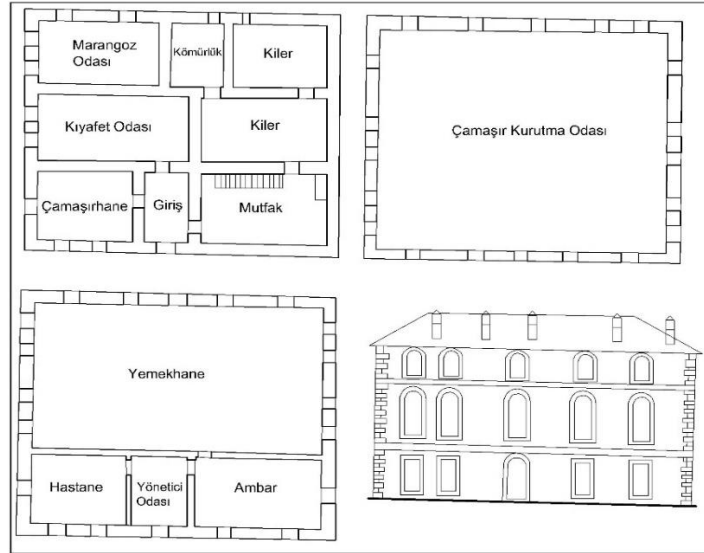 Marangoz
Odası
Kömürlük
Kiler
Kıyafet Odası
Kiler
Çamaşırhane
Giriş
Mutfak
Çamaşır Kurutma Odası
Yemekhane
Hastane
Yönetici
Odası
Ambar